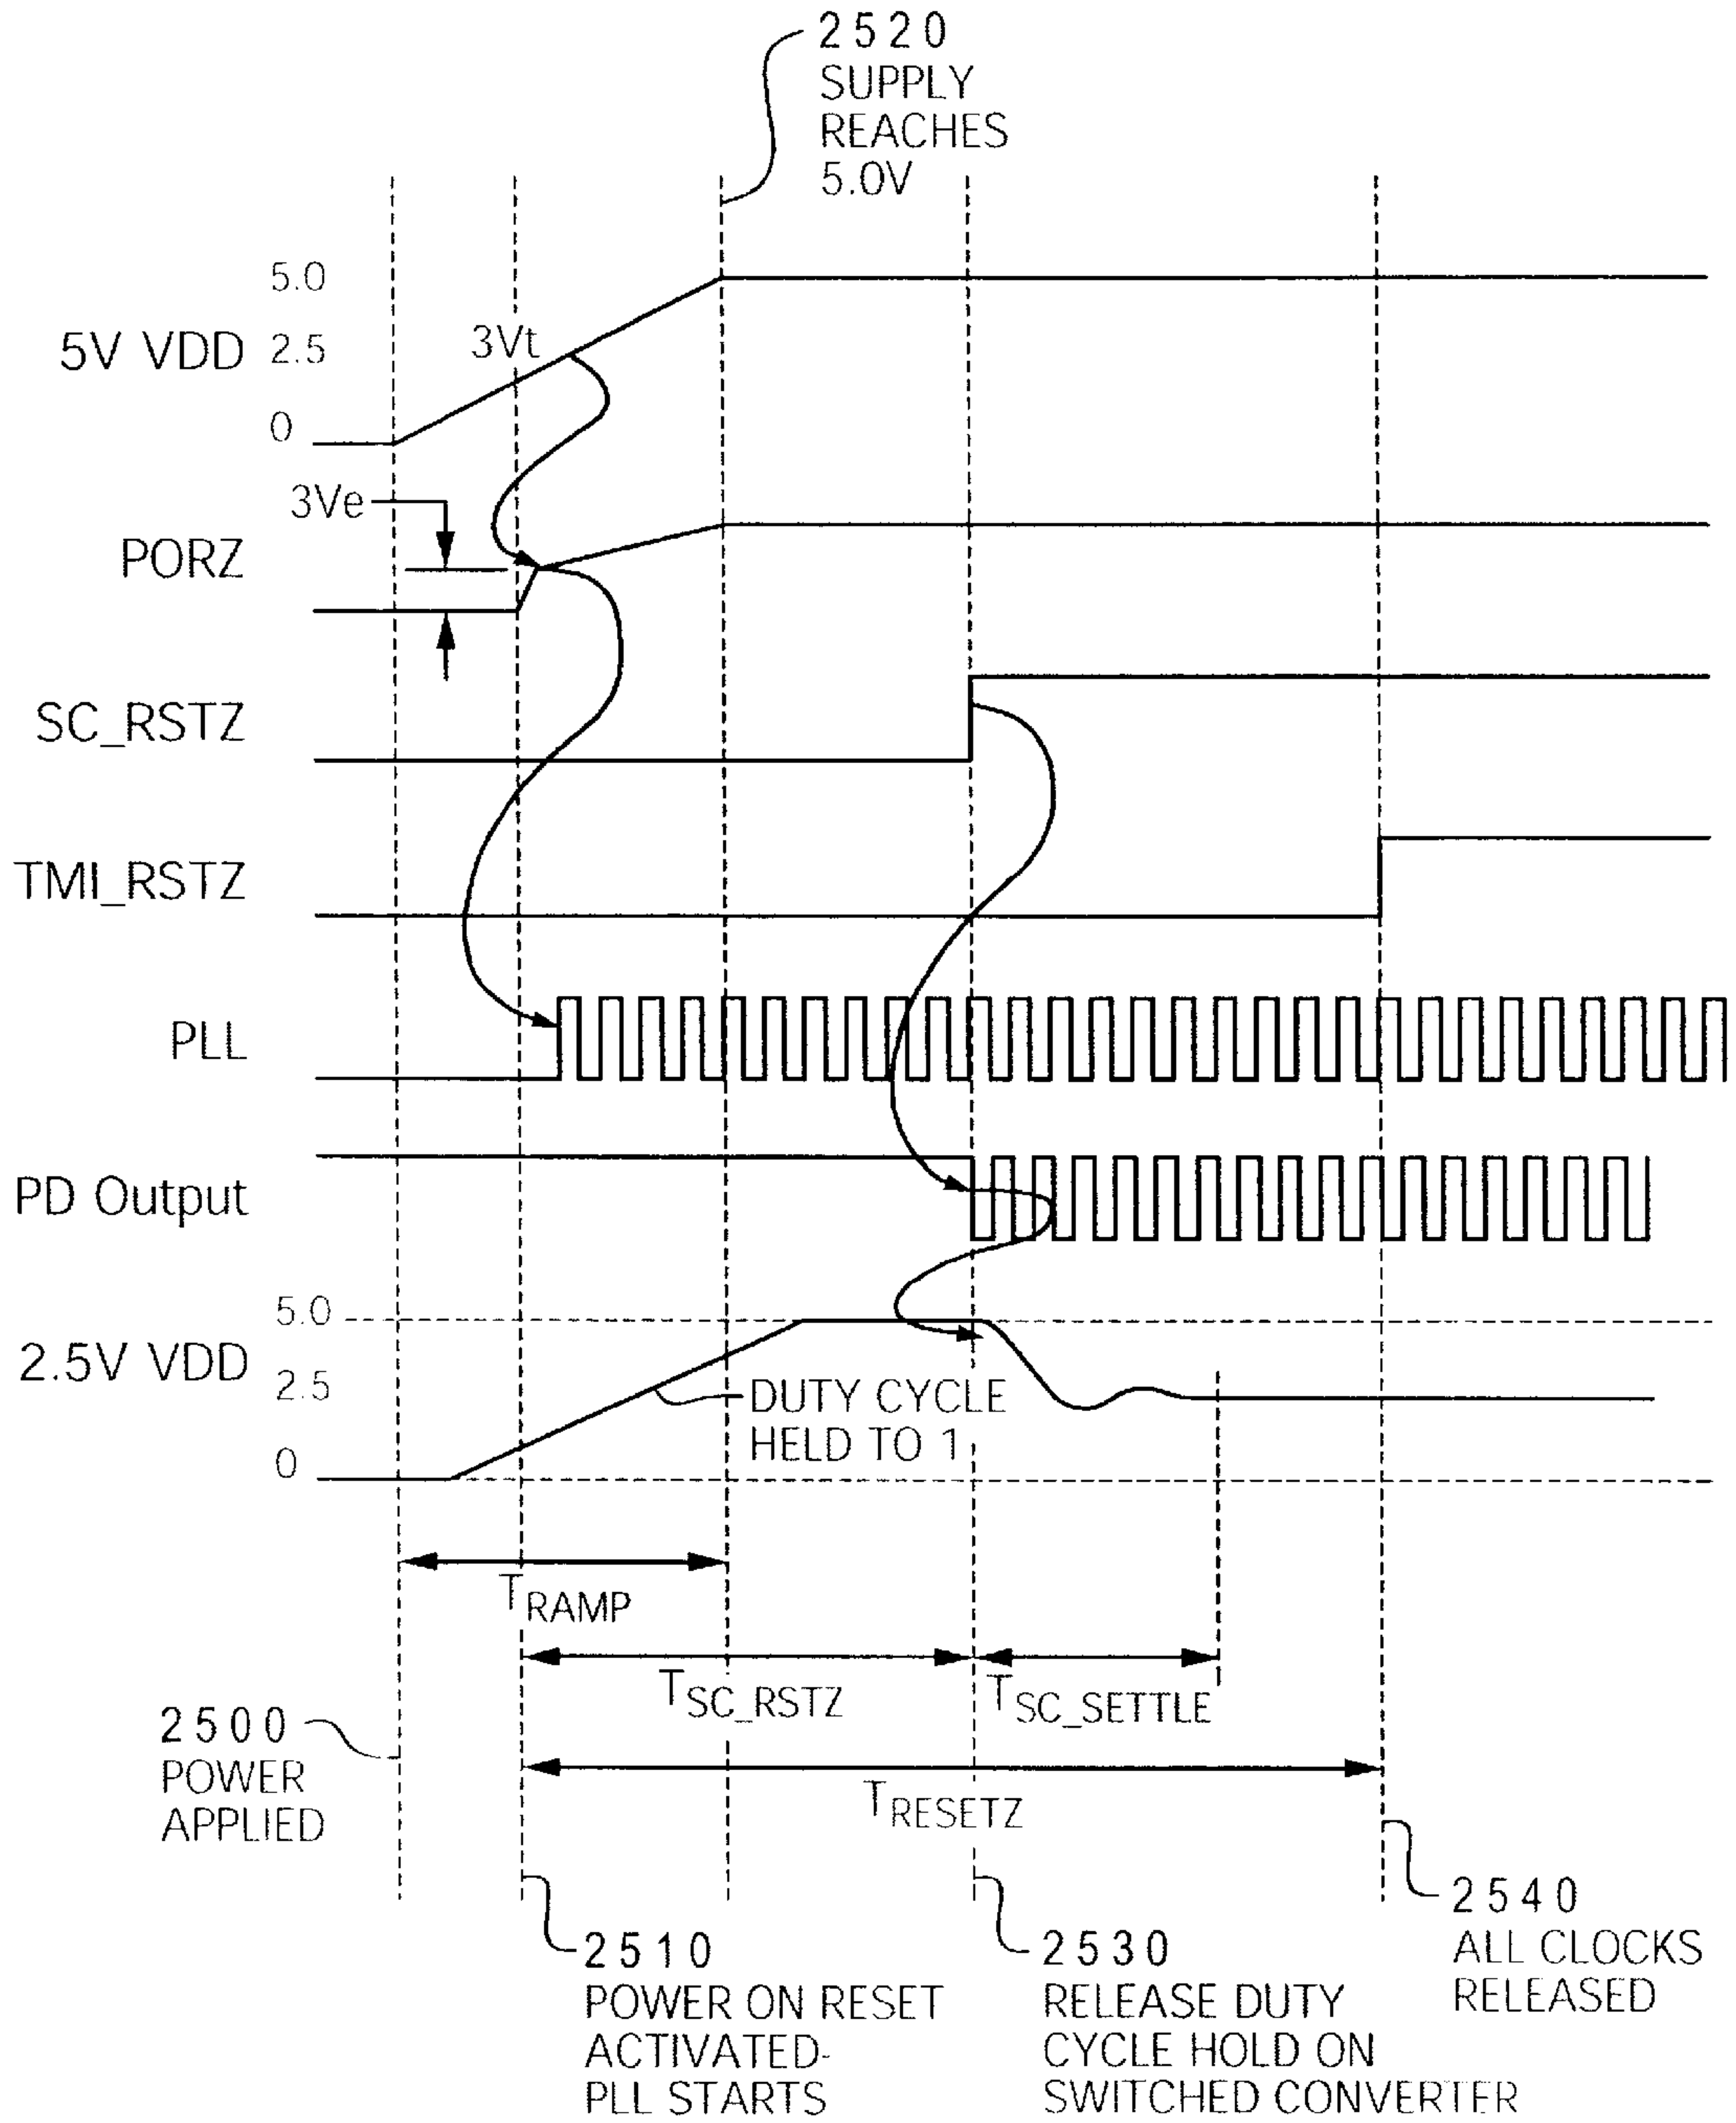 2520
SUPPLY
REACHES
5.0V
5.0
3Vt
5V VDD
2.5
0
3Ve
PORZ
SC_RSTZ
TMI_RSTZ
PLL
PD Output
5.0
2.5V VDD
2.5
DUTY CYCLE
HELD TO 1
0
TRAMP
TSC_RSTZ
TSC_SETTLE
2500
POWER
APPLIED
TRESETZ
2510
POWER ON RESET
ACTIVATED-
PLL STARTS
2530
RELEASE DUTY
CYCLE HOLD ON
SWITCHED CONVERTER
2540
ALL CLOCKS
RELEASED